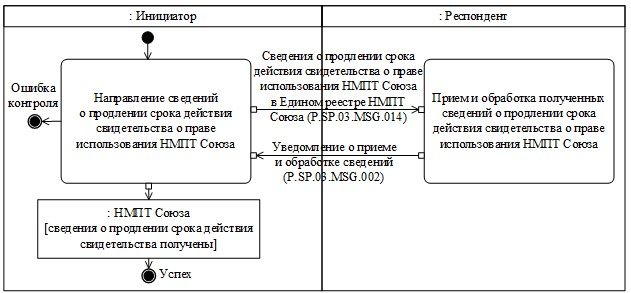 : Инициатор
: Респондент
Ошибка
контроля
Направление сведений
о продлении срока действия
свидетельства о праве
использования НМПТ Союза
Сведения о продлении срока
действия свидетельства о праве
использования НМПТ Союза
в Едином реестре НМПТ
Союза (P.SP.03.MSG.014)
Прием и обработка полученных
сведений о продлении срока
действия свидетельства о праве
использования НМПТ Союза
Уведомление о приеме
и обработке сведений
(P.SP.03.MSG.002)
: НМПТ Союза
[сведения о продлении срока действия
свидетельства получены]
Успех